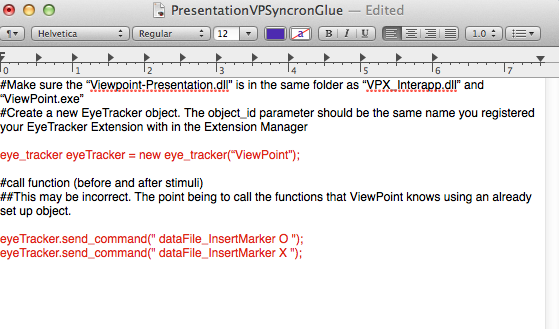 PresentationVPSyncronGlue — Edited
¶ Helvetica Regular 12 a B I U 1.0
0 1 2 3 4 5 6 7
#Make sure the “Viewpoint-Presentation.dll" is in the same folder as “VPX_Interapp.dll” and
“ViewPoint.exe”
#Create a new EyeTracker object. The object_id parameter should be the same name you registered
your EyeTracker Extension with in the Extension Manager
eye_tracker eyeTracker = new eye_tracker(“ViewPoint”);
#call function (before and after stimuli)
##This may be incorrect. The point being to call the functions that ViewPoint knows using an already
set up object.
eyeTracker.send_command(" dataFile_InsertMarker O ");
eyeTracker.send_command(" dataFile_InsertMarker X ");